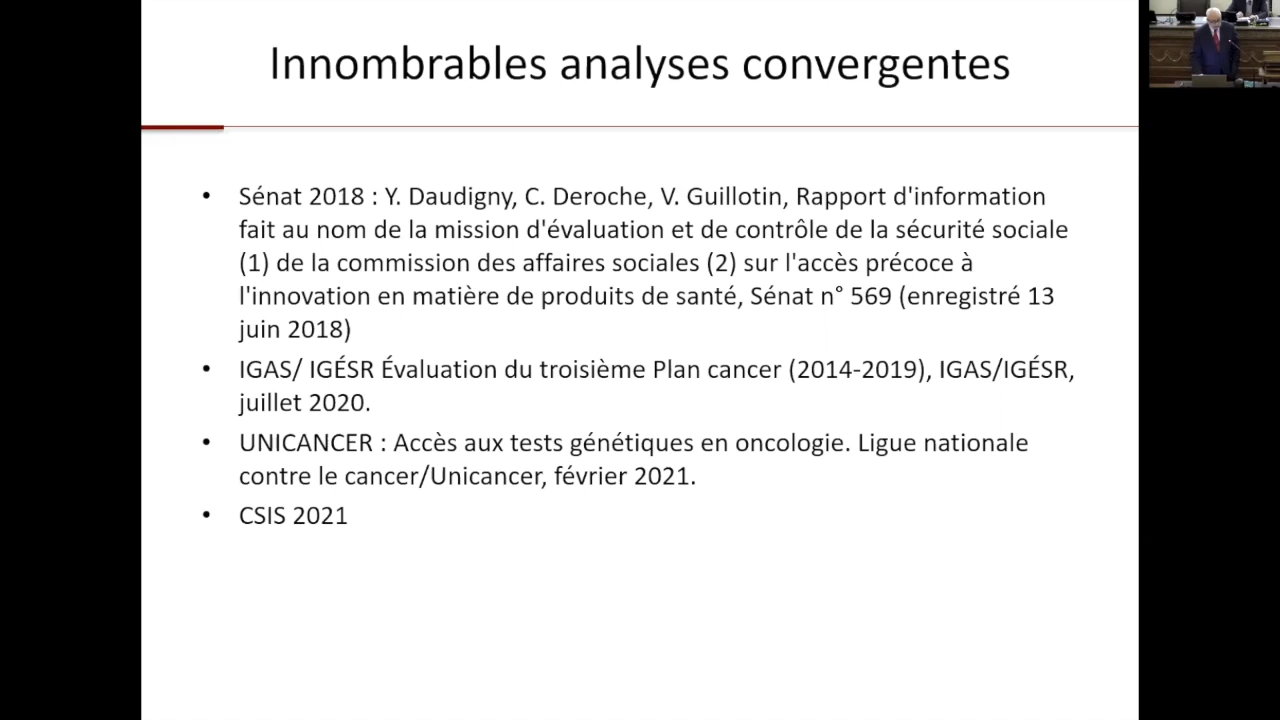 Innombrables analyses convergentes
• Sénat 2018 : Y. Daudigny, C. Deroche, V. Guillotin, Rapport d'information
fait au nom de la mission d'évaluation et de contrôle de la sécurité sociale
(1) de la commission des affaires sociales (2) sur l'accès précoce à
l'innovation en matière de produits de santé, Sénat n° 569 (enregistré 13
juin 2018)
• IGAS/ IGÉSR Évaluation du troisième Plan cancer (2014-2019), IGAS/IGÉSR,
juillet 2020.
• UNICANCER : Accès aux tests génétiques en oncologie. Ligue nationale
contre le cancer/Unicancer, février 2021.
• CSIS 2021